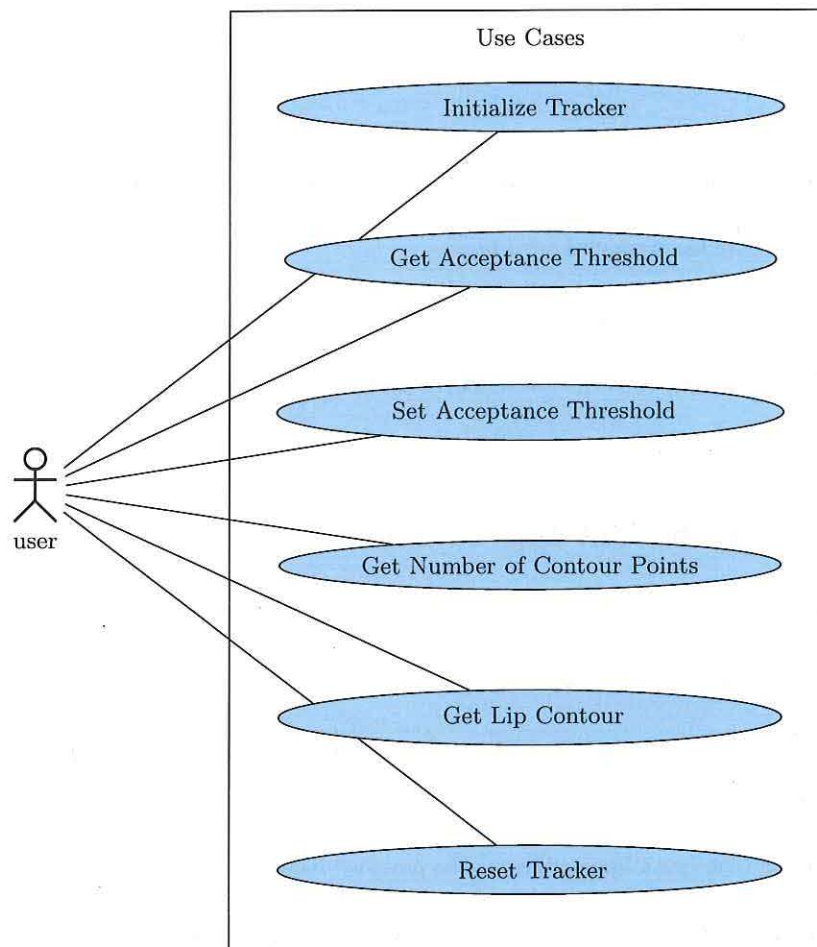 Use Cases
Initialize Tracker
Get Acceptance Threshold
Set Acceptance Threshold
user
Get Number of Contour Points
Get Lip Contour
Reset Tracker